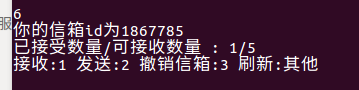 6
服
你的信箱id为1867785
已接受数量/可接收数量 : 1/5
接收:1 发送:2 撤销信箱:3 刷新:其他